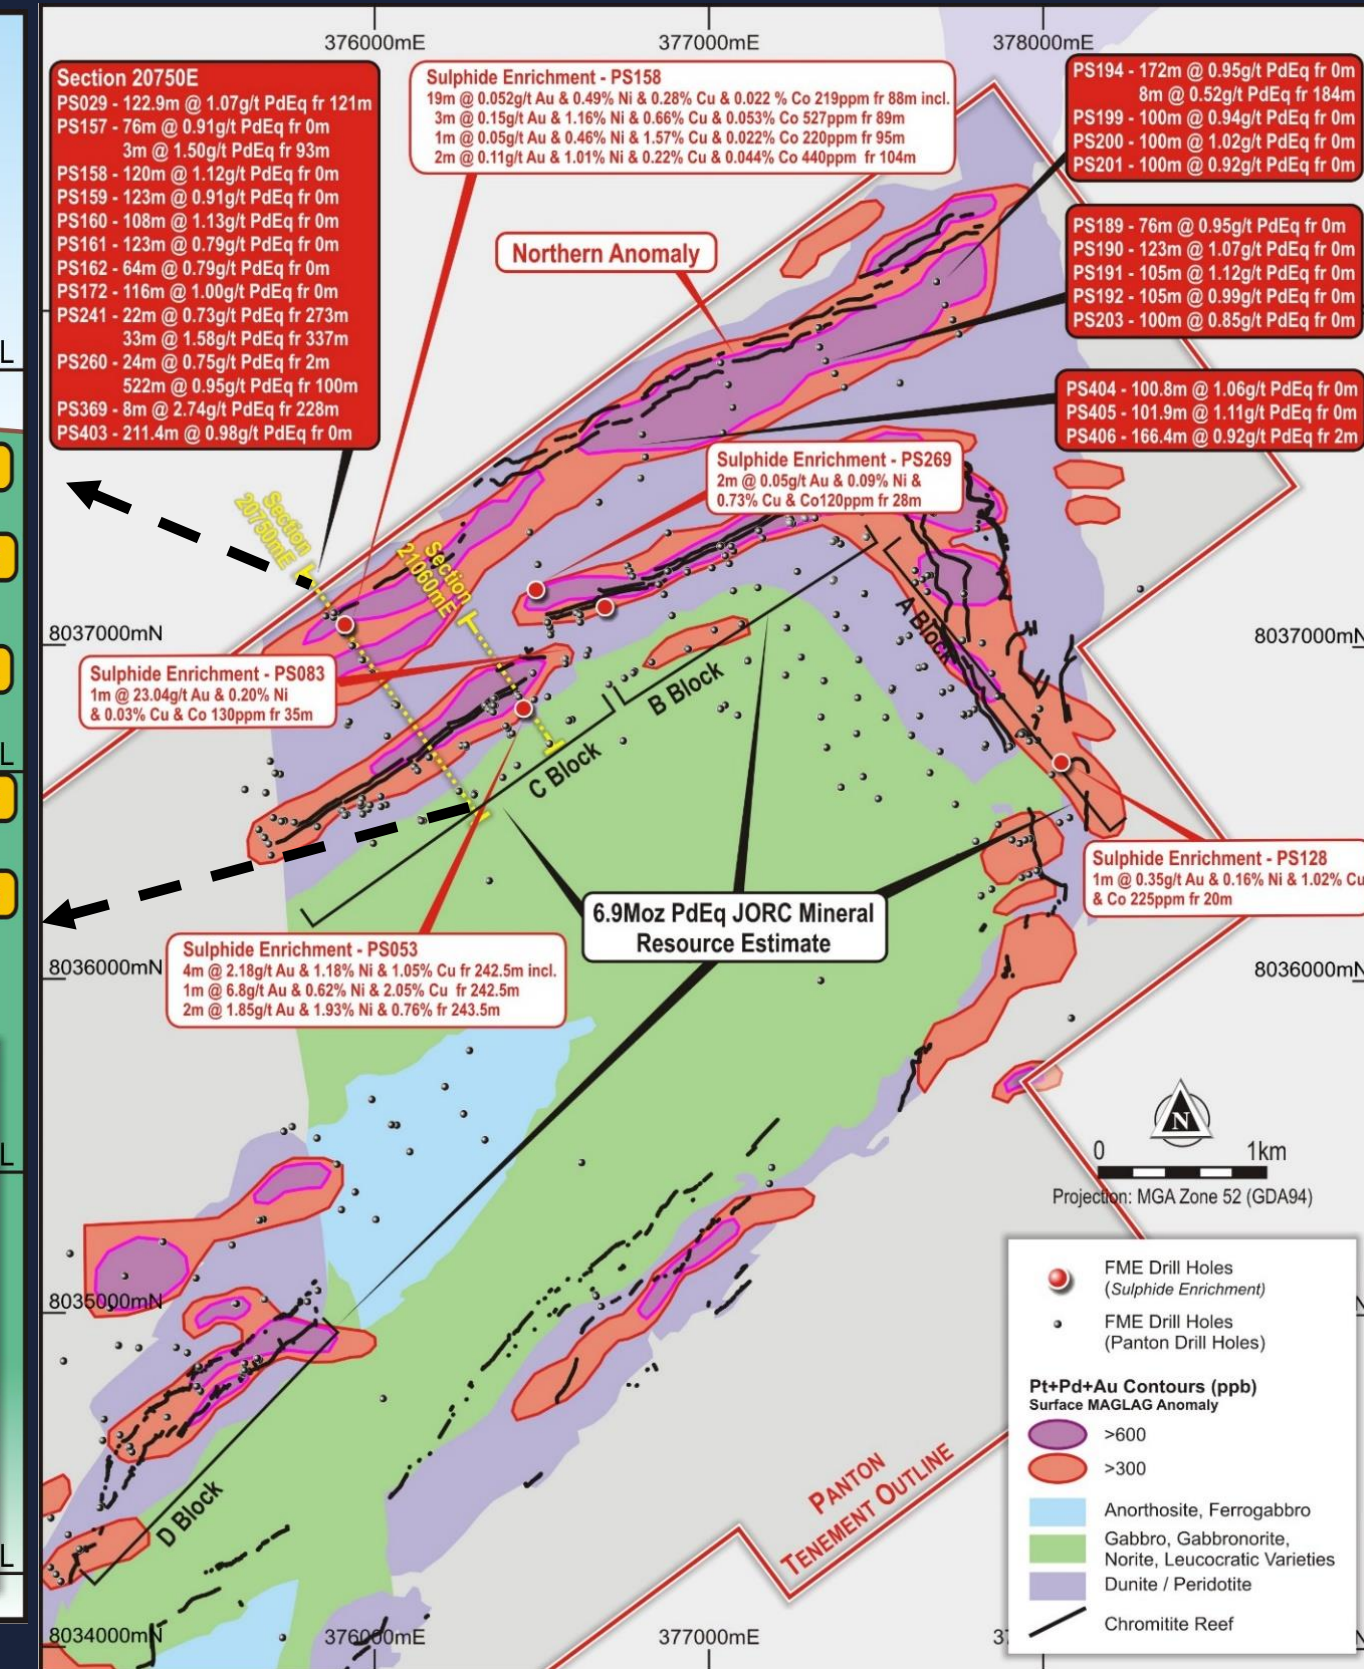 376000mE
377000mE
378000mE
Section 20750E
PS029 - 122.9m @ 1.07g/t PdEq fr 121m
PS157 - 76m @ 0.91g/t PdEq fr 0m
3m @ 1.50g/t PdEq fr 93m
PS158 - 120m @ 1.12g/t PdEq fr 0m
PS159 - 123m @ 0.91g/t PdEq fr 0m
PS160 - 108m @ 1.13g/t PdEq fr 0m
PS161 - 123m @ 0.79g/t PdEq fr 0m
PS162 - 64m @ 0.79g/t PdEq fr 0m
PS172 - 116m @ 1.00g/t PdEq fr 0m
PS241 - 22m @ 0.73g/t PdEq fr 273m
33m @ 1.58g/t PdEq fr 337m
PS260 - 24m @ 0.75g/t PdEq fr 2m
522m @ 0.95g/t PdEq fr 100m
PS369 - 8m @ 2.74g/t PdEq fr 228m
PS403 - 211.4m @ 0.98g/t PdEq fr 0m
Sulphide Enrichment - PS158
19m @ 0.052g/t Au & 0.49% Ni & 0.28% Cu & 0.022 % Co 219ppm fr 88m incl.
3m @ 0.15g/t Au & 1.16% Ni & 0.66% Cu & 0.053% Co 527ppm fr 89m
1m @ 0.05g/t Au & 0.46% Ni & 1.57% Cu & 0.022% Co 220ppm fr 95m
2m @ 0.11g/t Au & 1.01% Ni & 0.22% Cu & 0.044% Co 440ppm fr 104m
PS194 - 172m @ 0.95g/t PdEq fr 0m
8m @ 0.52g/t PdEq fr 184m
PS199 - 100m @ 0.94g/t PdEq fr 0m
PS200 - 100m @ 1.02g/t PdEq fr 0m
PS201 - 100m @ 0.92g/t PdEq fr 0m
PS189 - 76m @ 0.95g/t PdEq fr 0m
PS190 - 123m @ 1.07g/t PdEq fr 0m
PS191 - 105m @ 1.12g/t PdEq fr 0m
PS192 - 105m @ 0.99g/t PdEq fr 0m
PS203 - 100m @ 0.85g/t PdEq fr 0m
Northern Anomaly
L
PS404 - 100.8m @ 1.06g/t PdEq fr 0m
PS405 - 101.9m @ 1.11g/t PdEq fr 0m
PS406 - 166.4m @ 0.92g/t PdEq fr 2m
Sulphide Enrichment - PS269
2m @ 0.05g/t Au & 0.09% Ni &
0.73% Cu & Co120ppm fr 28m
Section
20750mE
Section
21060mE
8037000mN
8037000mN
A Block
Sulphide Enrichment - PS083
1m @ 23.04g/t Au & 0.20% Ni
& 0.03% Cu & Co 130ppm fr 35m
B Block
L
C Block
Sulphide Enrichment - PS128
1m @ 0.35g/t Au & 0.16% Ni & 1.02% Cu
& Co 225ppm fr 20m
6.9Moz PdEq JORC Mineral
Resource Estimate
Sulphide Enrichment - PS053
4m @ 2.18g/t Au & 1.18% Ni & 1.05% Cu fr 242.5m incl.
1m @ 6.8g/t Au & 0.62% Ni & 2.05% Cu fr 242.5m
2m @ 1.85g/t Au & 1.93% Ni & 0.76% fr 243.5m
8036000mN
8036000mN
N
0 1km
Projection: MGA Zone 52 (GDA94)
L
8035000mN
FME Drill Holes
(Sulphide Enrichment)
FME Drill Holes
(Panton Drill Holes)
Pt+Pd+Au Contours (ppb)
Surface MAGLAG Anomaly
>600
>300
Anorthosite, Ferrogabbro
Gabbro, Gabbronorite,
Norite, Leucocratic Varieties
Dunite / Peridotite
Chromitite Reef
D Block
PANTON
TENEMENT OUTLINE
L
8034000mN
376000mE
377000mE